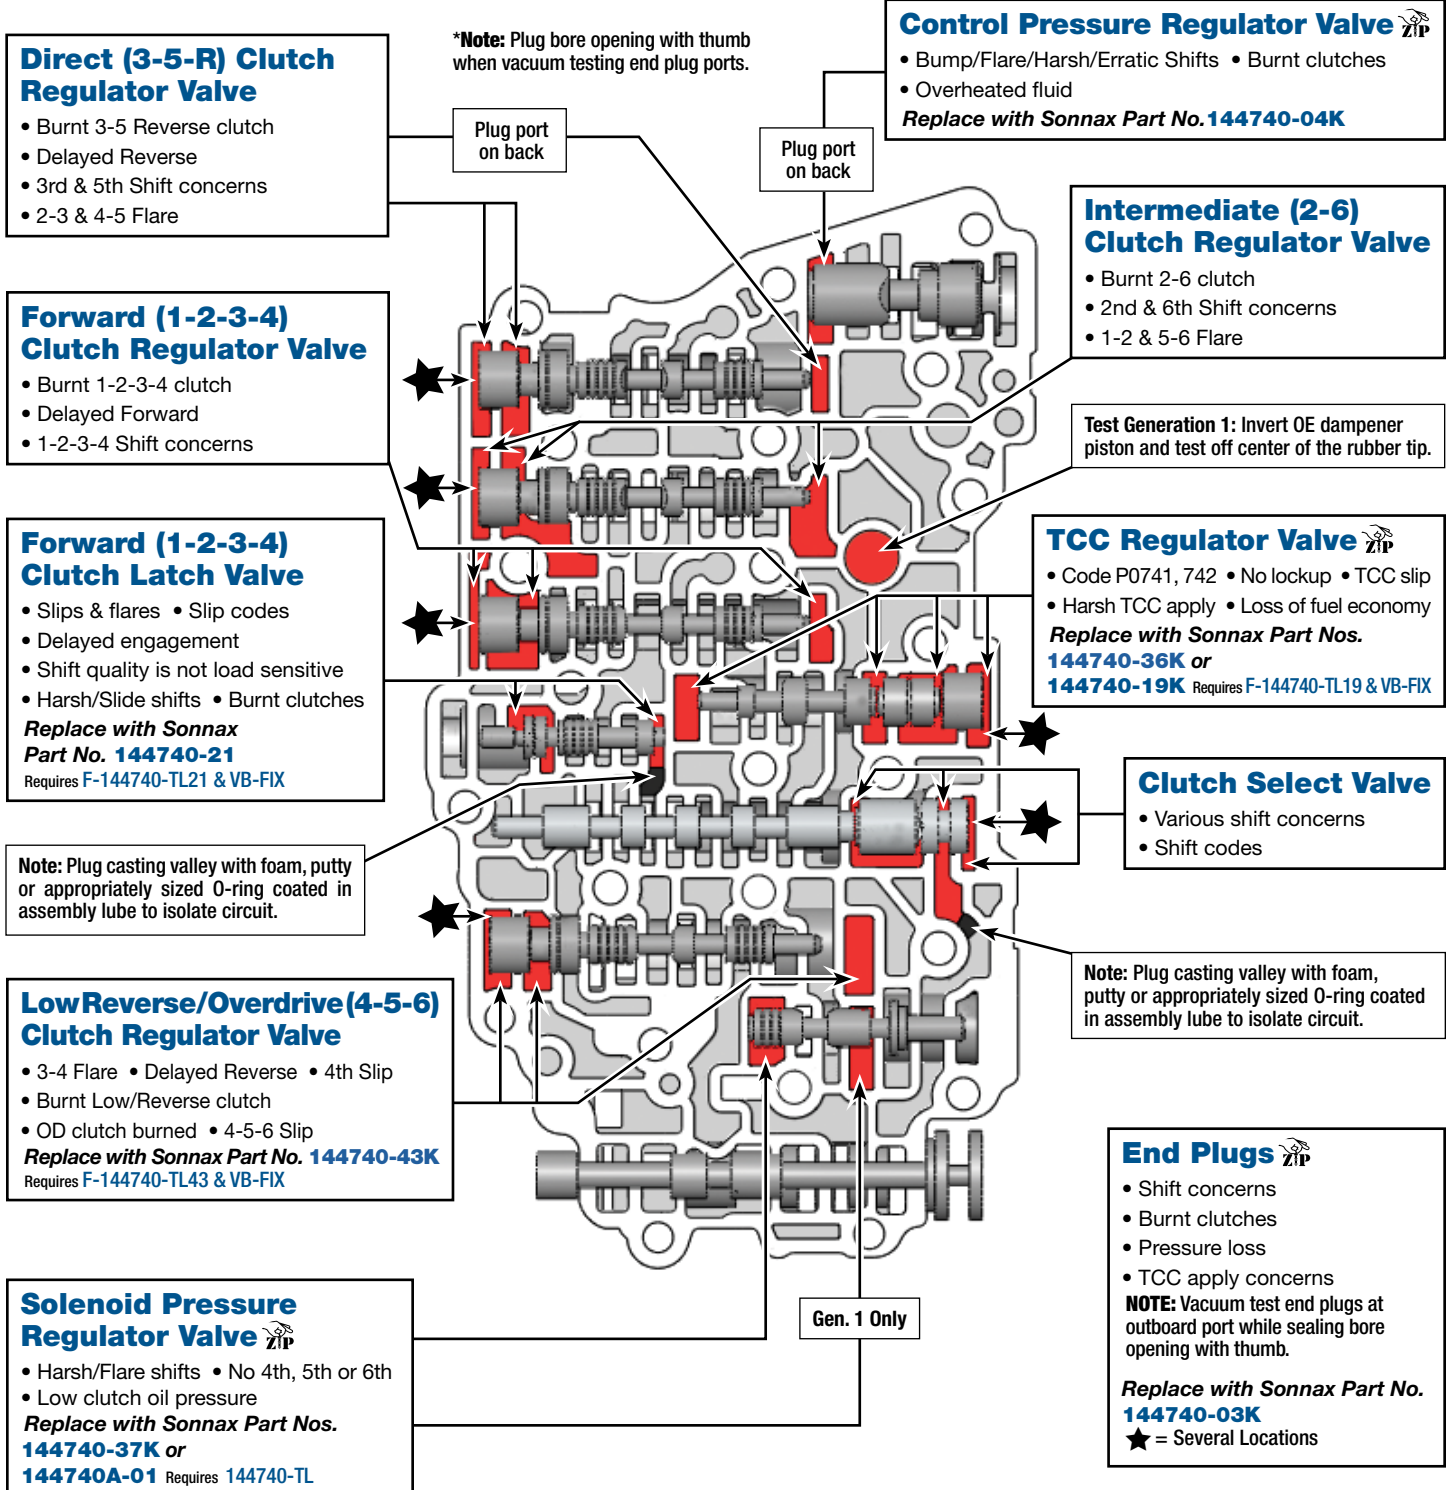 Direct (3-5-R) Clutch
Regulator Valve
• Burnt 3-5 Reverse clutch
• Delayed Reverse
• 3rd & 5th Shift concerns
• 2-3 & 4-5 Flare
*Note: Plug bore opening with thumb
when vacuum testing end plug ports.
Plug port
on back
Control Pressure Regulator Valve ZIP
• Bump/Flare/Harsh/Erratic Shifts • Burnt clutches
• Overheated fluid
Replace with Sonnax Part No. 144740-04K
Plug port
on back
Intermediate (2-6)
Clutch Regulator Valve
• Burnt 2-6 clutch
• 2nd & 6th Shift concerns
• 1-2 & 5-6 Flare
Forward (1-2-3-4)
Clutch Regulator Valve
• Burnt 1-2-3-4 clutch
• Delayed Forward
• 1-2-3-4 Shift concerns
Test Generation 1: Invert OE dampener
piston and test off center of the rubber tip.
Forward (1-2-3-4)
Clutch Latch Valve
• Slips & flares • Slip codes
• Delayed engagement
• Shift quality is not load sensitive
• Harsh/Slide shifts • Burnt clutches
Replace with Sonnax
Part No. 144740-21
Requires F-144740-TL21 & VB-FIX
TCC Regulator Valve ZIP
• Code P0741, 742 • No lockup • TCC slip
• Harsh TCC apply • Loss of fuel economy
Replace with Sonnax Part Nos.
144740-36K or
144740-19K Requires F-144740-TL19 & VB-FIX
Clutch Select Valve
• Various shift concerns
• Shift codes
Note: Plug casting valley with foam, putty
or appropriately sized O-ring coated in
assembly lube to isolate circuit.
Note: Plug casting valley with foam,
putty or appropriately sized O-ring coated
in assembly lube to isolate circuit.
Low Reverse/Overdrive (4-5-6)
Clutch Regulator Valve
• 3-4 Flare • Delayed Reverse • 4th Slip
• Burnt Low/Reverse clutch
• OD clutch burned • 4-5-6 Slip
Replace with Sonnax Part No. 144740-43K
Requires F-144740-TL43 & VB-FIX
End Plugs ZIP
• Shift concerns
• Burnt clutches
• Pressure loss
• TCC apply concerns
NOTE: Vacuum test end plugs at
outboard port while sealing bore
opening with thumb.
Replace with Sonnax Part No.
144740-03K
★ = Several Locations
Solenoid Pressure
Regulator Valve ZIP
• Harsh/Flare shifts • No 4th, 5th or 6th
• Low clutch oil pressure
Replace with Sonnax Part Nos.
144740-37K or
144740A-01 Requires 144740-TL
Gen. 1 Only